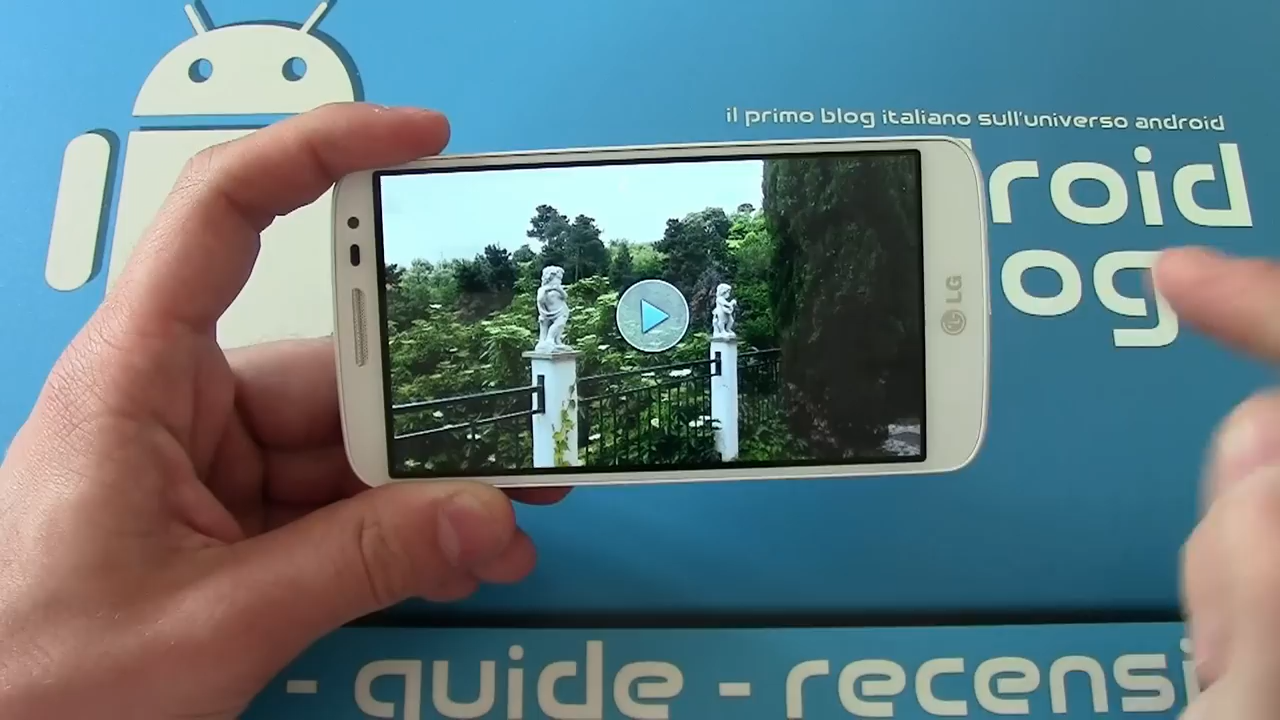 il primo blog italiano sull'universo android
roid
og
LG
- guide - recensi